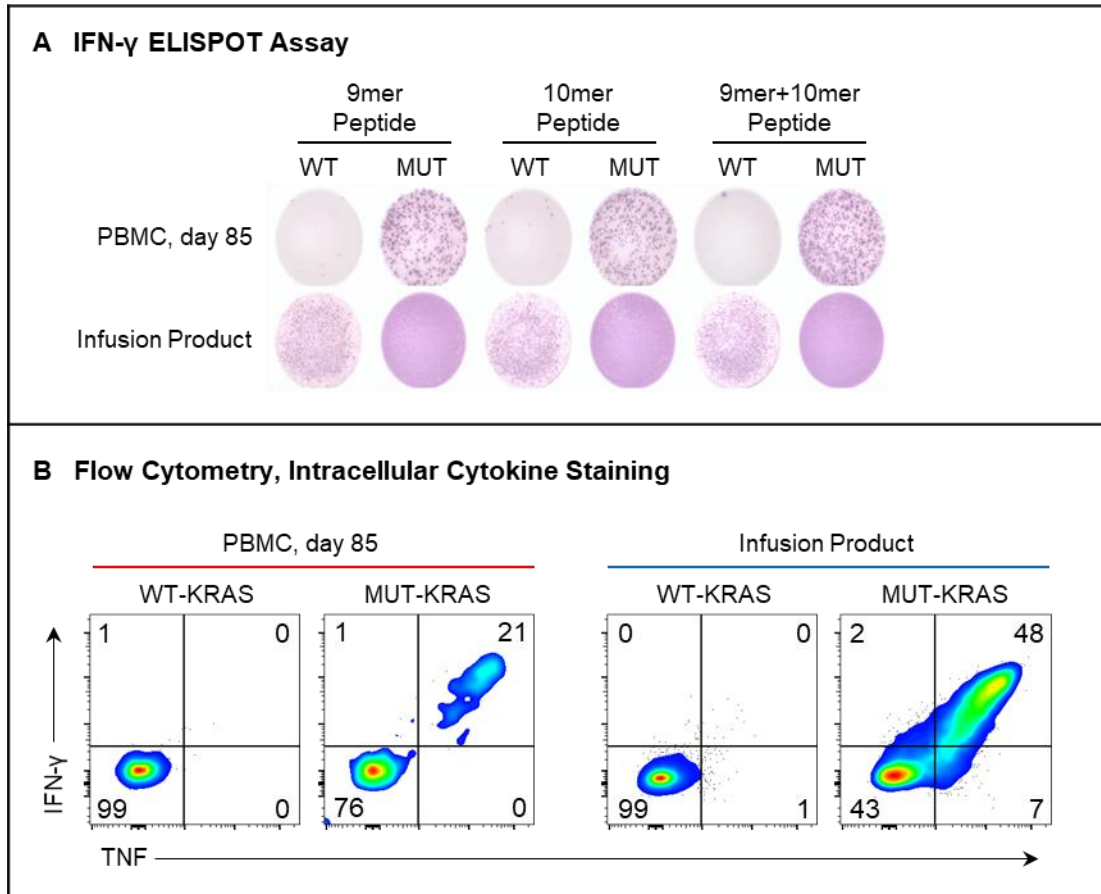 A IFN-γ ELISPOT Assay
9mer
Peptide
10mer
Peptide
9mer+10mer
Peptide
WT MUT WT MUT WT MUT
PBMC, day 85
Infusion Product
B Flow Cytometry, Intracellular Cytokine Staining
PBMC, day 85 Infusion Product
WT-KRAS MUT-KRAS WT-KRAS MUT-KRAS
1 0 1 21 0 0 2 48
IFN-γ
99 0 76 0 99 1 43 7
TNF